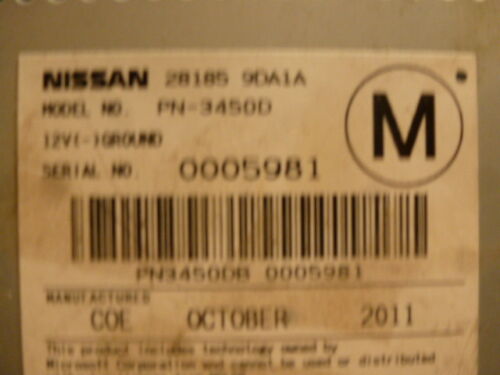 NISSAN 28185 9DA1A
MODEL NO. PN-3450D
M
12V(-)GROUND
SERIAL NO. 0005981
PN3450DB 0005981
MANUFACTURED
COE OCTOBER 2011
This product includes technology owned by
Microsoft Corporation and cannot be used or distributed